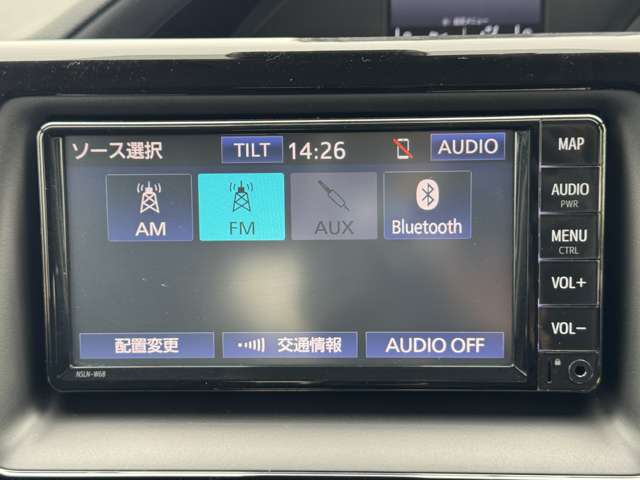 ソース選択 TILT 14:26 AUDIO
AM FM AUX Bluetooth
配置変更 交通情報 AUDIO OFF
NSLN-W68
MAP
AUDIO
PWR
MENU
CTRL
VOL+
VOL−